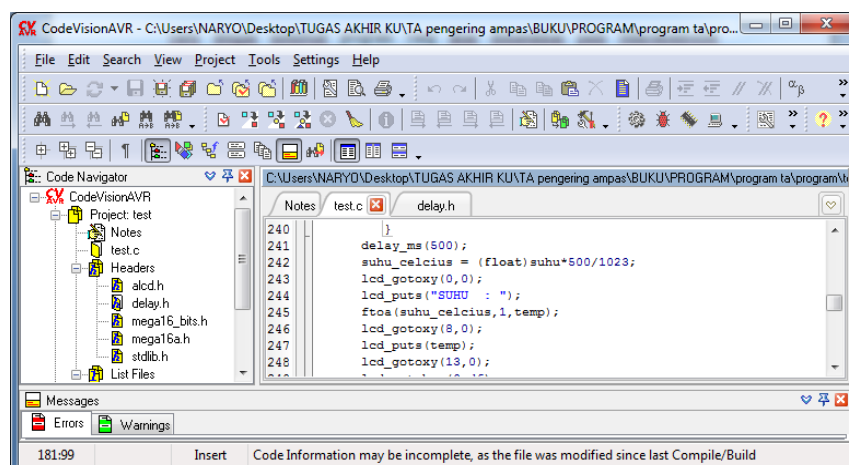 CodeVisionAVR - C:\Users\NARYO\Desktop\TUGAS AKHIR KU\TA pengering ampas\BUKU\PROGRAM\program ta\pro...
File Edit Search View Project Tools Settings Help
Code Navigator
C:\Users\NARYO\Desktop\TUGAS AKHIR KU\TA pengering ampas\BUKU\PROGRAM\program ta\program\t
CodeVisionAVR
Project: test
Notes
test.c
Headers
alcd.h
delay.h
mega16_bits.h
mega16a.h
stdlib.h
List Files
Notes test.c delay.h
240 }
241 delay_ms(500);
242 suhu_celcius = (float)suhu*500/1023;
243 lcd_gotoxy(0,0);
244 lcd_puts("SUHU  : ");
245 ftoa(suhu_celcius,1,temp);
246 lcd_gotoxy(8,0);
247 lcd_puts(temp);
248 lcd_gotoxy(13,0);
Messages
Errors Warnings
181:99 Insert Code Information may be incomplete, as the file was modified since last Compile/Build